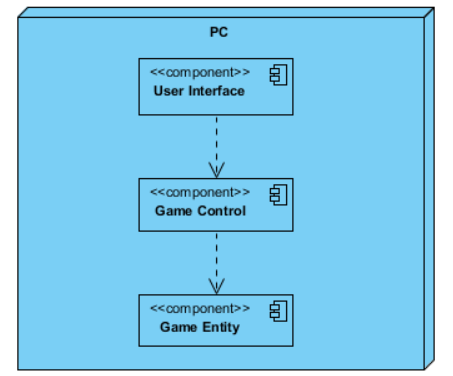 PC
<<component>>
User Interface
<<component>>
Game Control
<<component>>
Game Entity